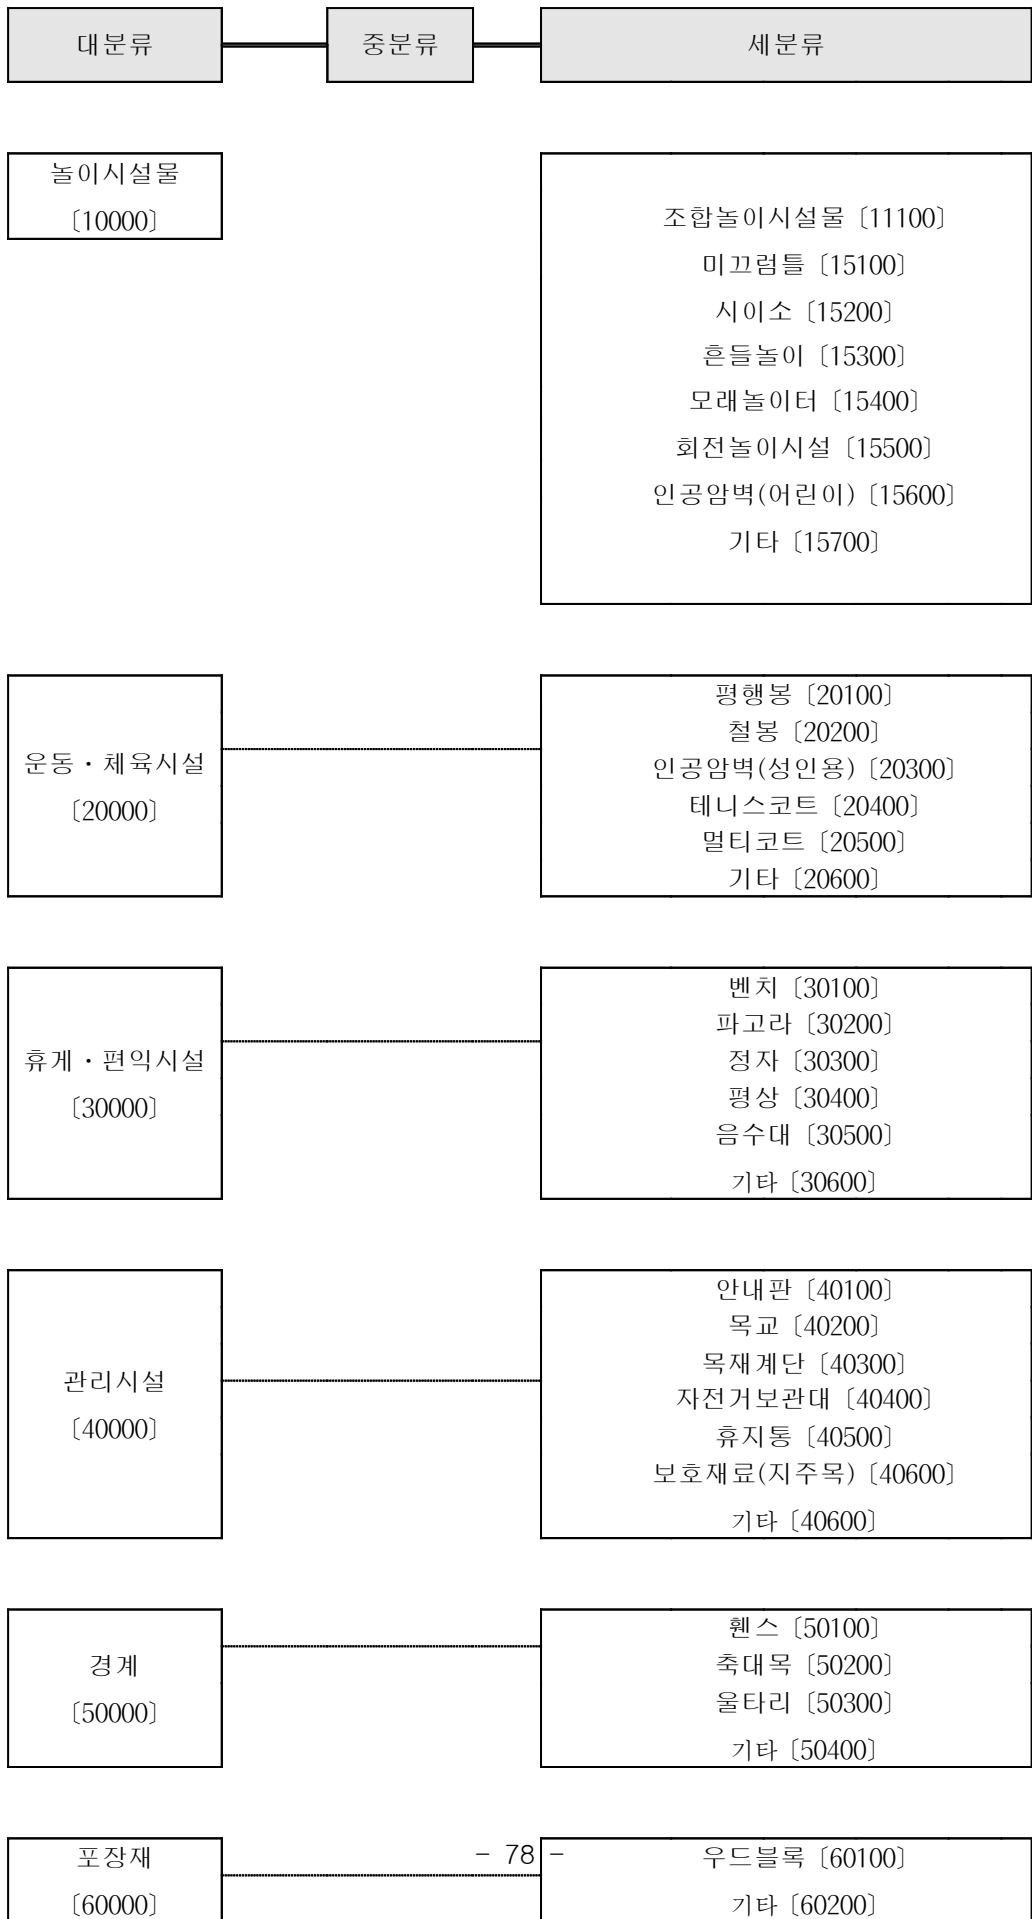 대분류 중분류 세분류
놀이시설물
〔10000〕
조합놀이시설물〔11100〕
미끄럼틀〔15100〕
시이소〔15200〕
흔들놀이〔15300〕
모래놀이터〔15400〕
회전놀이시설〔15500〕
인공암벽(어린이)〔15600〕
기타〔15700〕
운동・체육시설
〔20000〕
평행봉〔20100〕
철봉〔20200〕
인공암벽(성인용)〔20300〕
테니스코트〔20400〕
멀티코트〔20500〕
기타〔20600〕
휴게・편익시설
〔30000〕
벤치〔30100〕
파고라〔30200〕
정자〔30300〕
평상〔30400〕
음수대〔30500〕
기타〔30600〕
관리시설
〔40000〕
안내판〔40100〕
목교〔40200〕
목재계단〔40300〕
자전거보관대〔40400〕
휴지통〔40500〕
보호재료(지주목)〔40600〕
기타〔40600〕
경계
〔50000〕
휀스〔50100〕
축대목〔50200〕
울타리〔50300〕
기타〔50400〕
포장재
〔60000〕
우드블록〔60100〕
기타〔60200〕
- 78 -